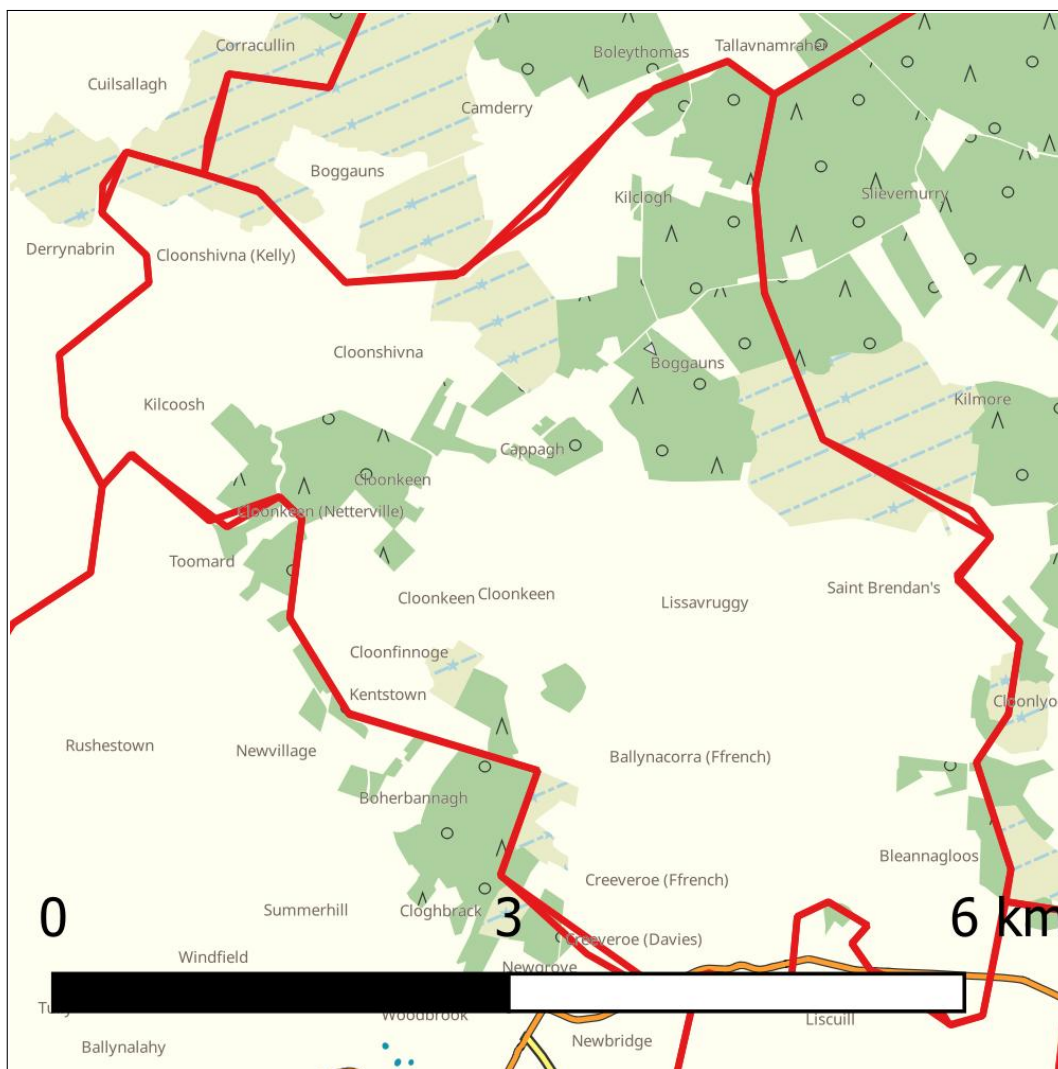 Corracullin
Boleythomas
Tallavnamraher
Cuilsallagh
Camderry
Boggauns
Kilclogh
Slievemurry
Derrynabrin
Cloonshivna (Kelly)
Cloonshivna
Boggauns
Kilcoosh
Kilmore
Cappagh
Cloonkeen
Cloonkeen (Netterville)
Toomard
Saint Brendan's
Cloonkeen
Cloonkeen
Lissavruggy
Cloonfinnoge
Kentstown
Cloonlyo
Rushestown
Newvillage
Ballynacorra (Ffrench)
Boherbannagh
Bleannagloos
Creeveroe (Ffrench)
Summerhill
Cloghbrack
0
3
6 km
Creeveroe (Davies)
Windfield
Newgrove
Woodbrook
Liscuill
Newbridge
Ballynalahy